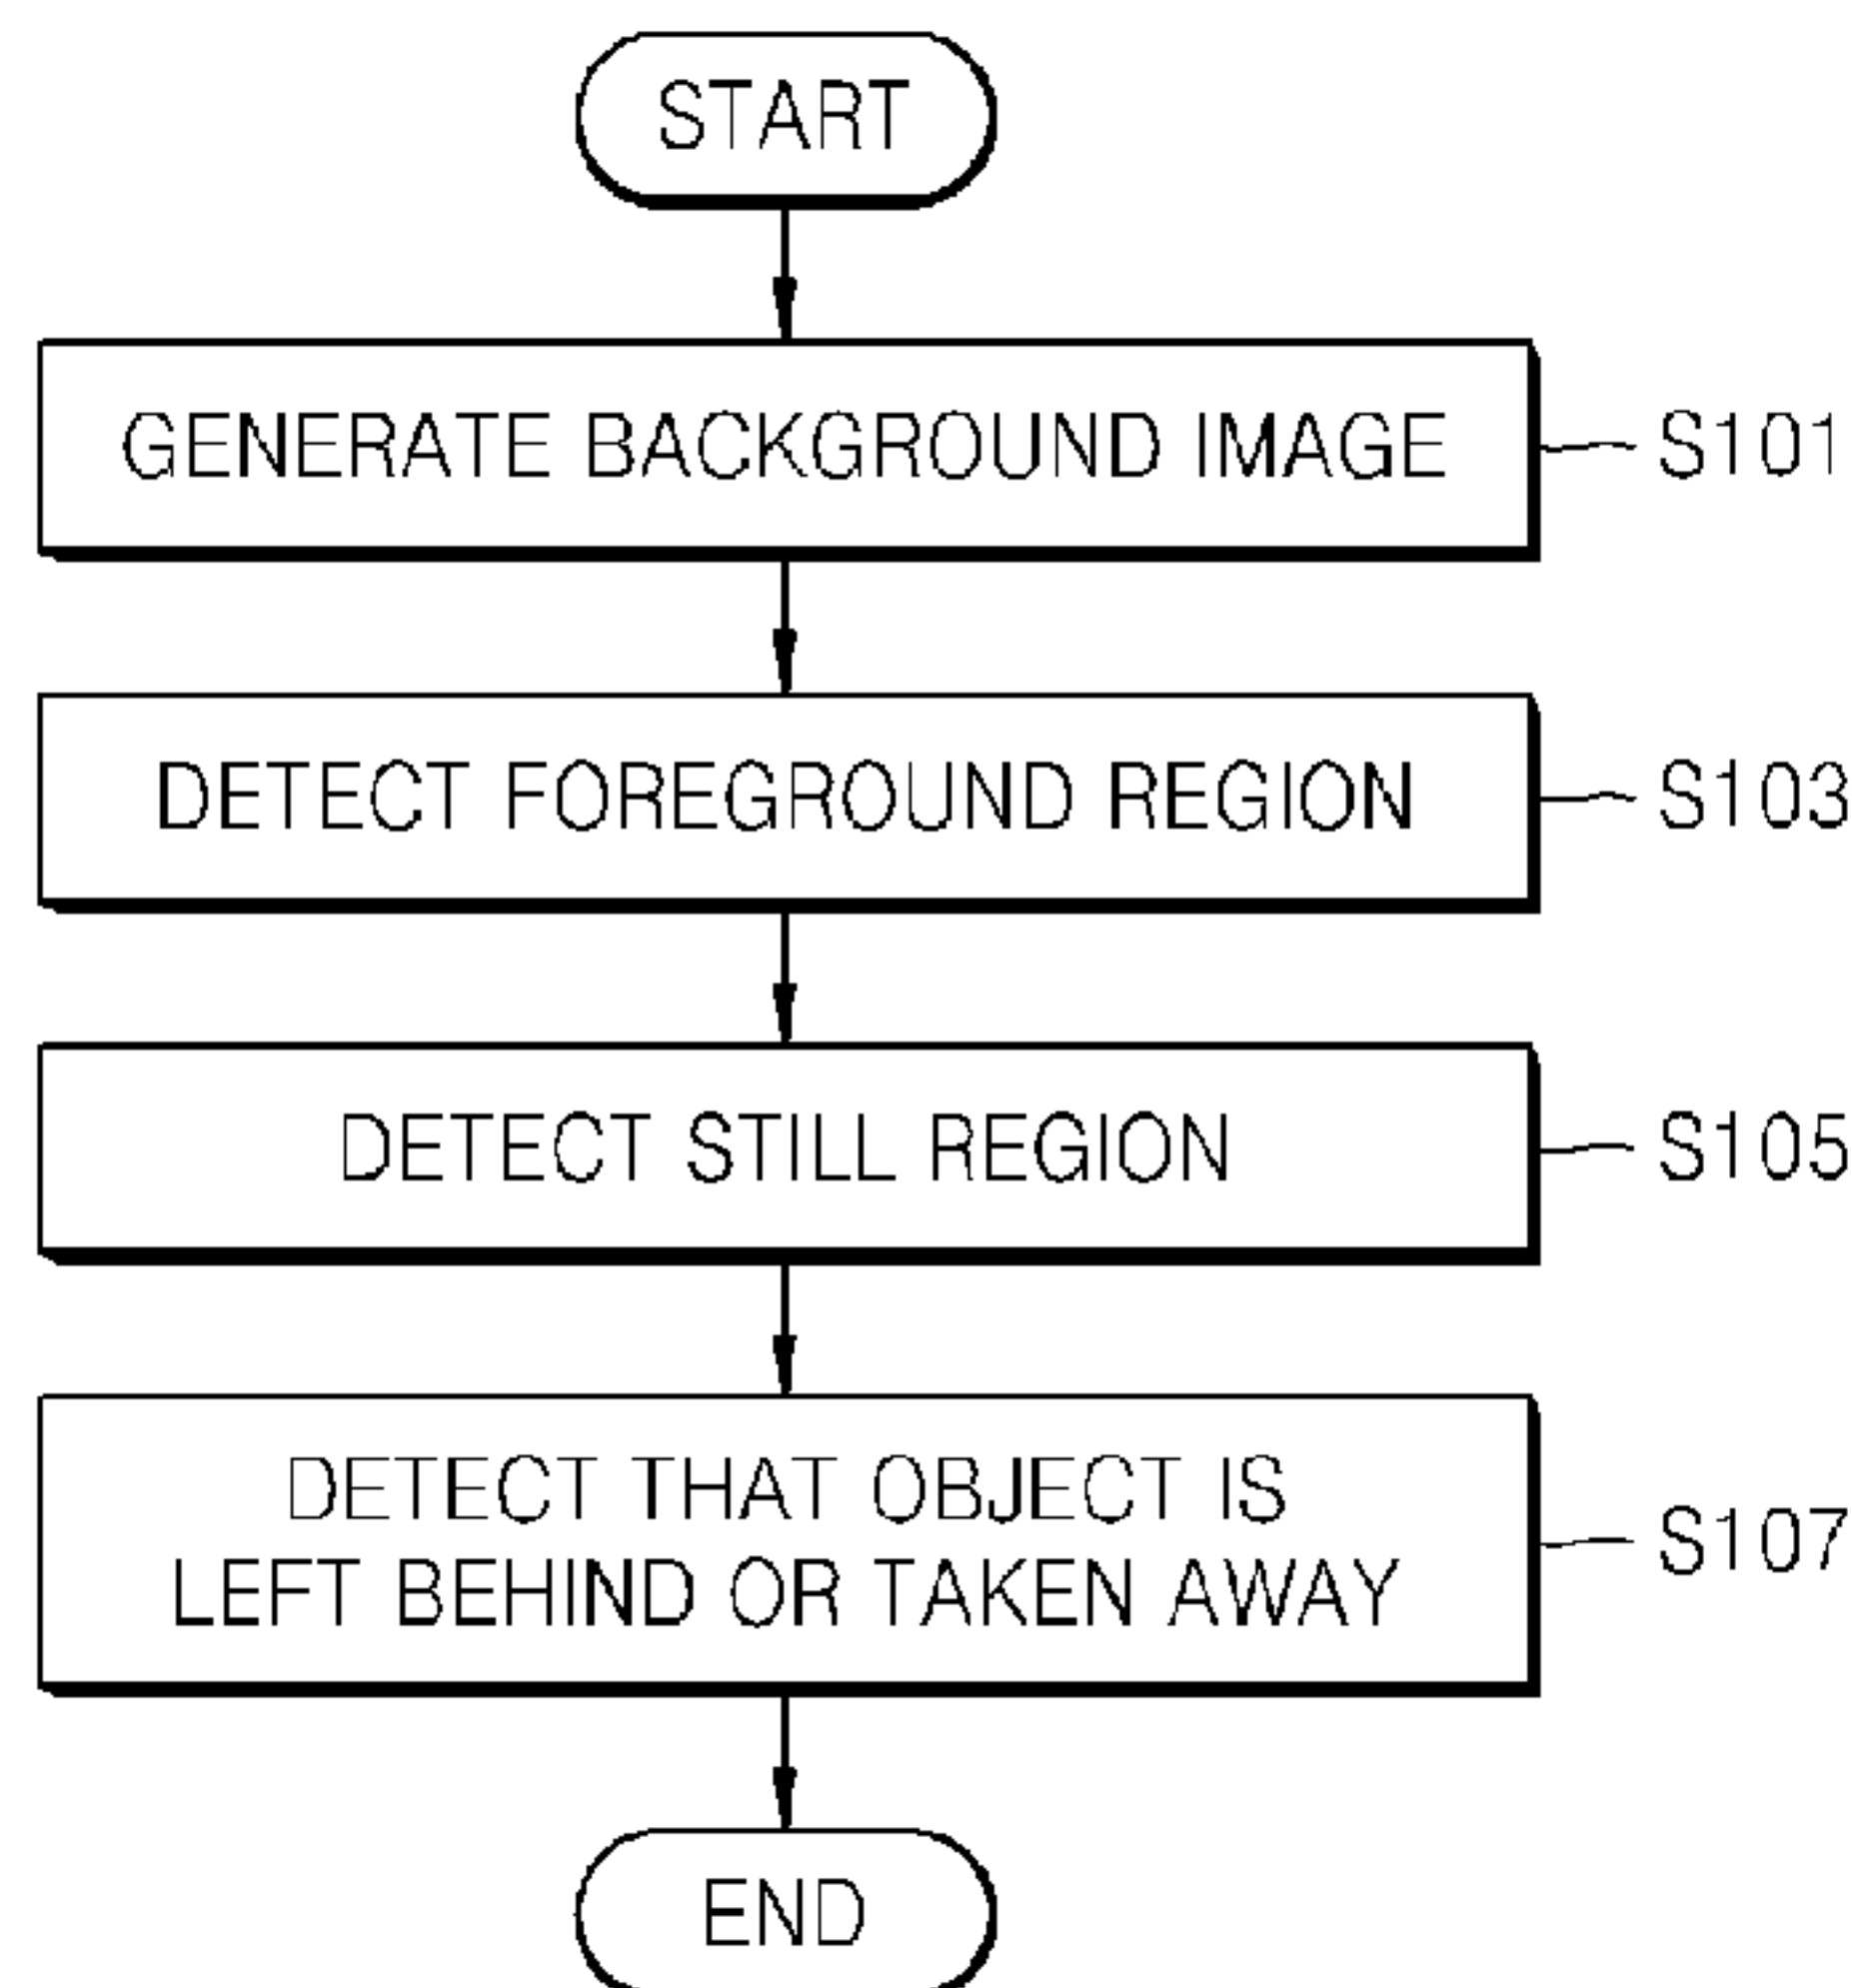 START
GENERATE BACKGROUND IMAGE
S101
DETECT FOREGROUND REGION
S103
DETECT STILL REGION
S105
DETECT THAT OBJECT IS
LEFT BEHIND OR TAKEN AWAY
S107
END